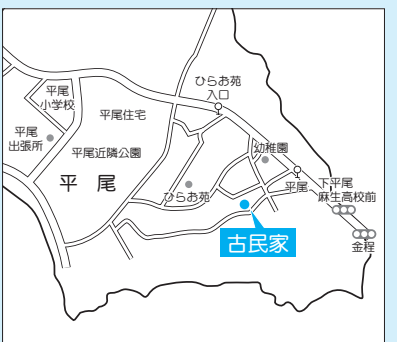 ひらお苑
入口
平尾
小学校
平尾住宅
平尾
出張所
幼稚園
平尾近隣公園
平尾
ひらお苑
平尾
下平尾
麻生高校前
古民家
金程